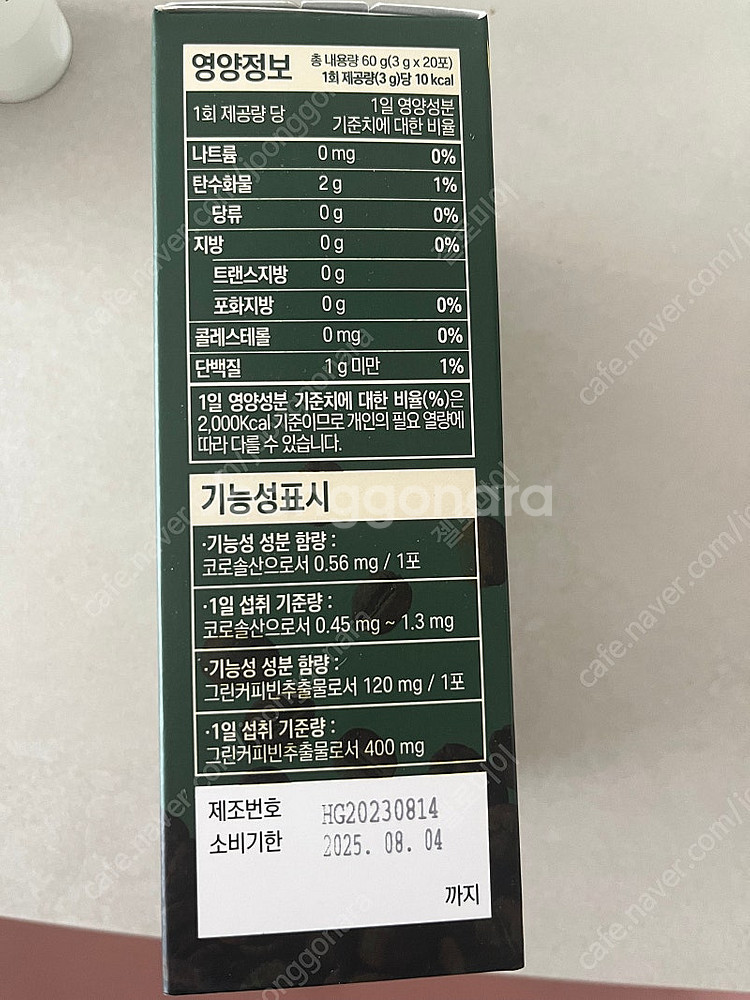 영양정보 총 내용량 60 g(3 g x 20포)
1회 제공량(3 g)당 10 kcal
1회 제공량 당 1일 영양성분
기준치에 대한 비율
나트륨 0 mg 0%
탄수화물 2 g 1%
당류 0 g 0%
지방 0 g 0%
트랜스지방 0 g
포화지방 0 g 0%
콜레스테롤 0 mg 0%
단백질 1 g 미만 1%
1일 영양성분 기준치에 대한 비율(%)은
2,000Kcal 기준이므로 개인의 필요 열량에
따라 다를 수 있습니다.
기능성표시
·기능성 성분 함량 :
코로솔산으로서 0.56 mg / 1포
·1일 섭취 기준량 :
코로솔산으로서 0.45 mg ~ 1.3 mg
·기능성 성분 함량 :
그린커피빈추출물로서 120 mg / 1포
·1일 섭취 기준량 :
그린커피빈추출물로서 400 mg
제조번호 HG20230814
소비기한 2025. 08. 04
까지
joonggonara
cafe.naver.com/joonggonara
젤로미어